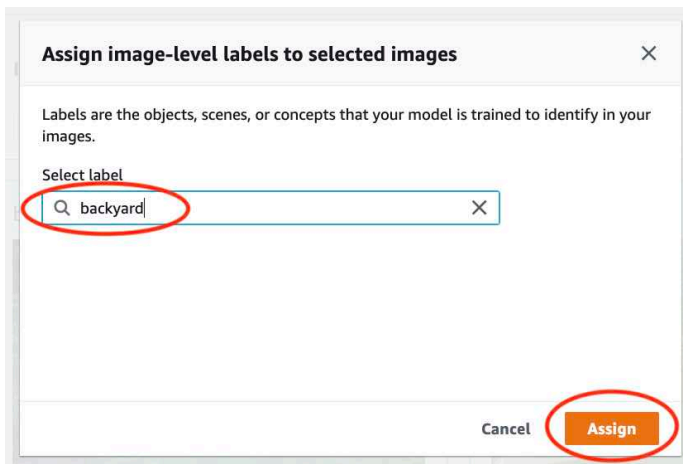 Assign image-level labels to selected images
Labels are the objects, scenes, or concepts that your model is trained to identify in your
images.
Select label
backyard
Cancel
Assign